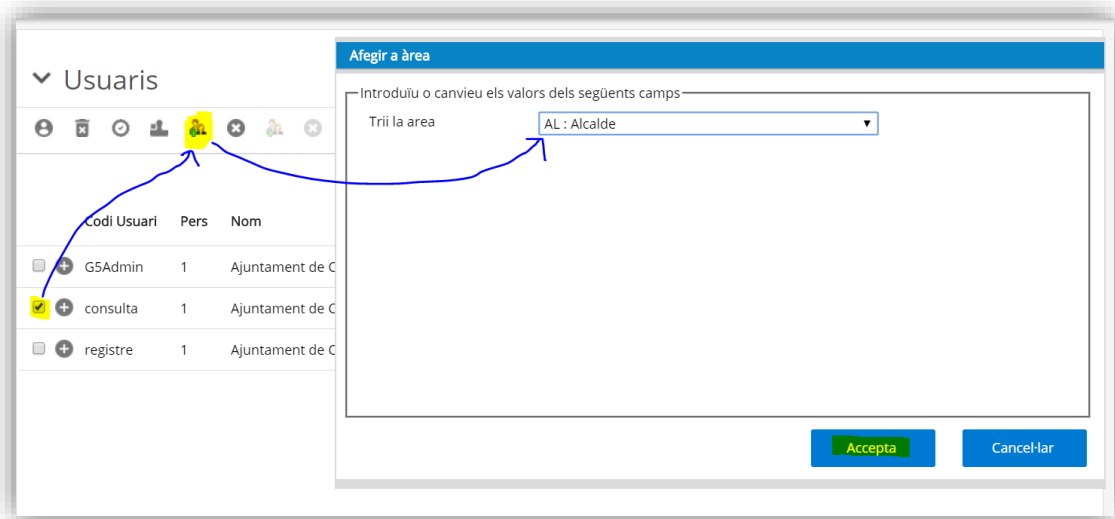 Usuaris
Codi Usuari Pers Nom
G5Admin 1 Ajuntament de
consulta 1 Ajuntament de
registre 1 Ajuntament de
Afegir a àrea
Introduïu o canvieu els valors dels següents camps
Trii la area AL : Alcalde
Accepta Cancel·lar